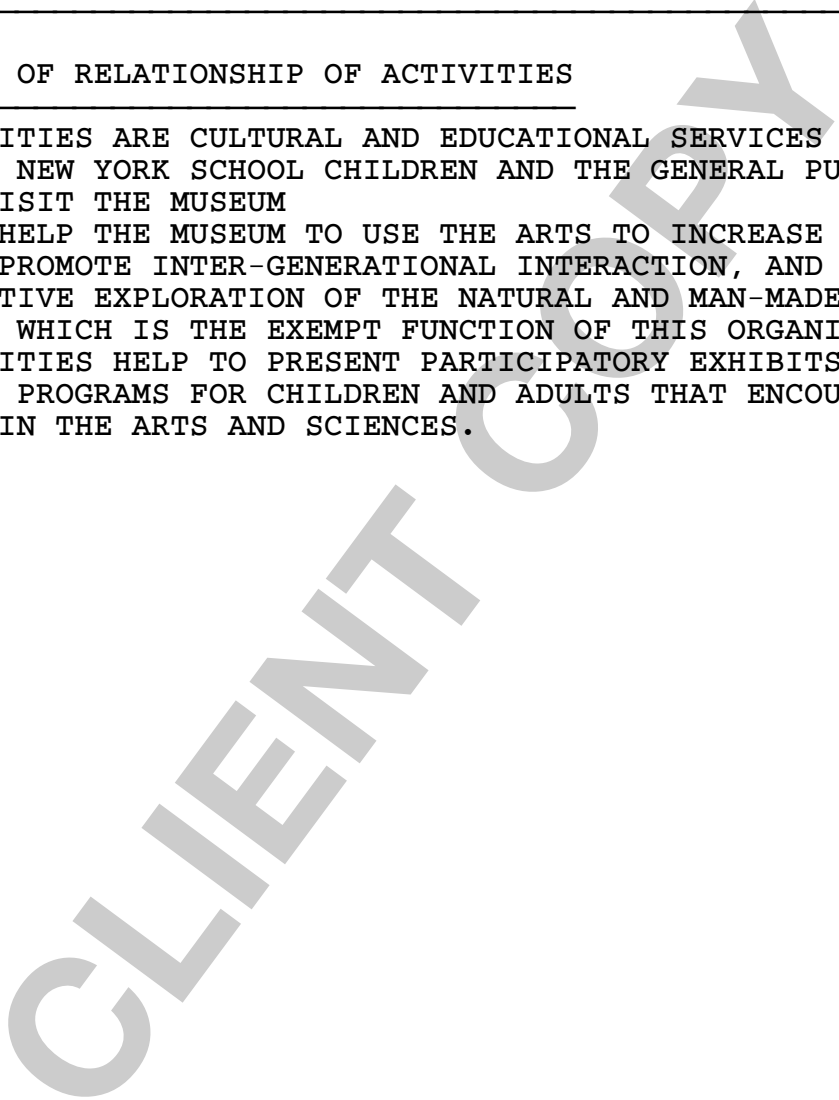 OF RELATIONSHIP OF ACTIVITIES
ITIES ARE CULTURAL AND EDUCATIONAL SERVICES
NEW YORK SCHOOL CHILDREN AND THE GENERAL PU
ISIT THE MUSEUM
HELP THE MUSEUM TO USE THE ARTS TO INCREASE
PROMOTE INTER-GENERATIONAL INTERACTION, AND
TIVE EXPLORATION OF THE NATURAL AND MAN-MADE
WHICH IS THE EXEMPT FUNCTION OF THIS ORGANI
ITIES HELP TO PRESENT PARTICIPATORY EXHIBITS
PROGRAMS FOR CHILDREN AND ADULTS THAT ENCOU
IN THE ARTS AND SCIENCES.
CLIENT COPY